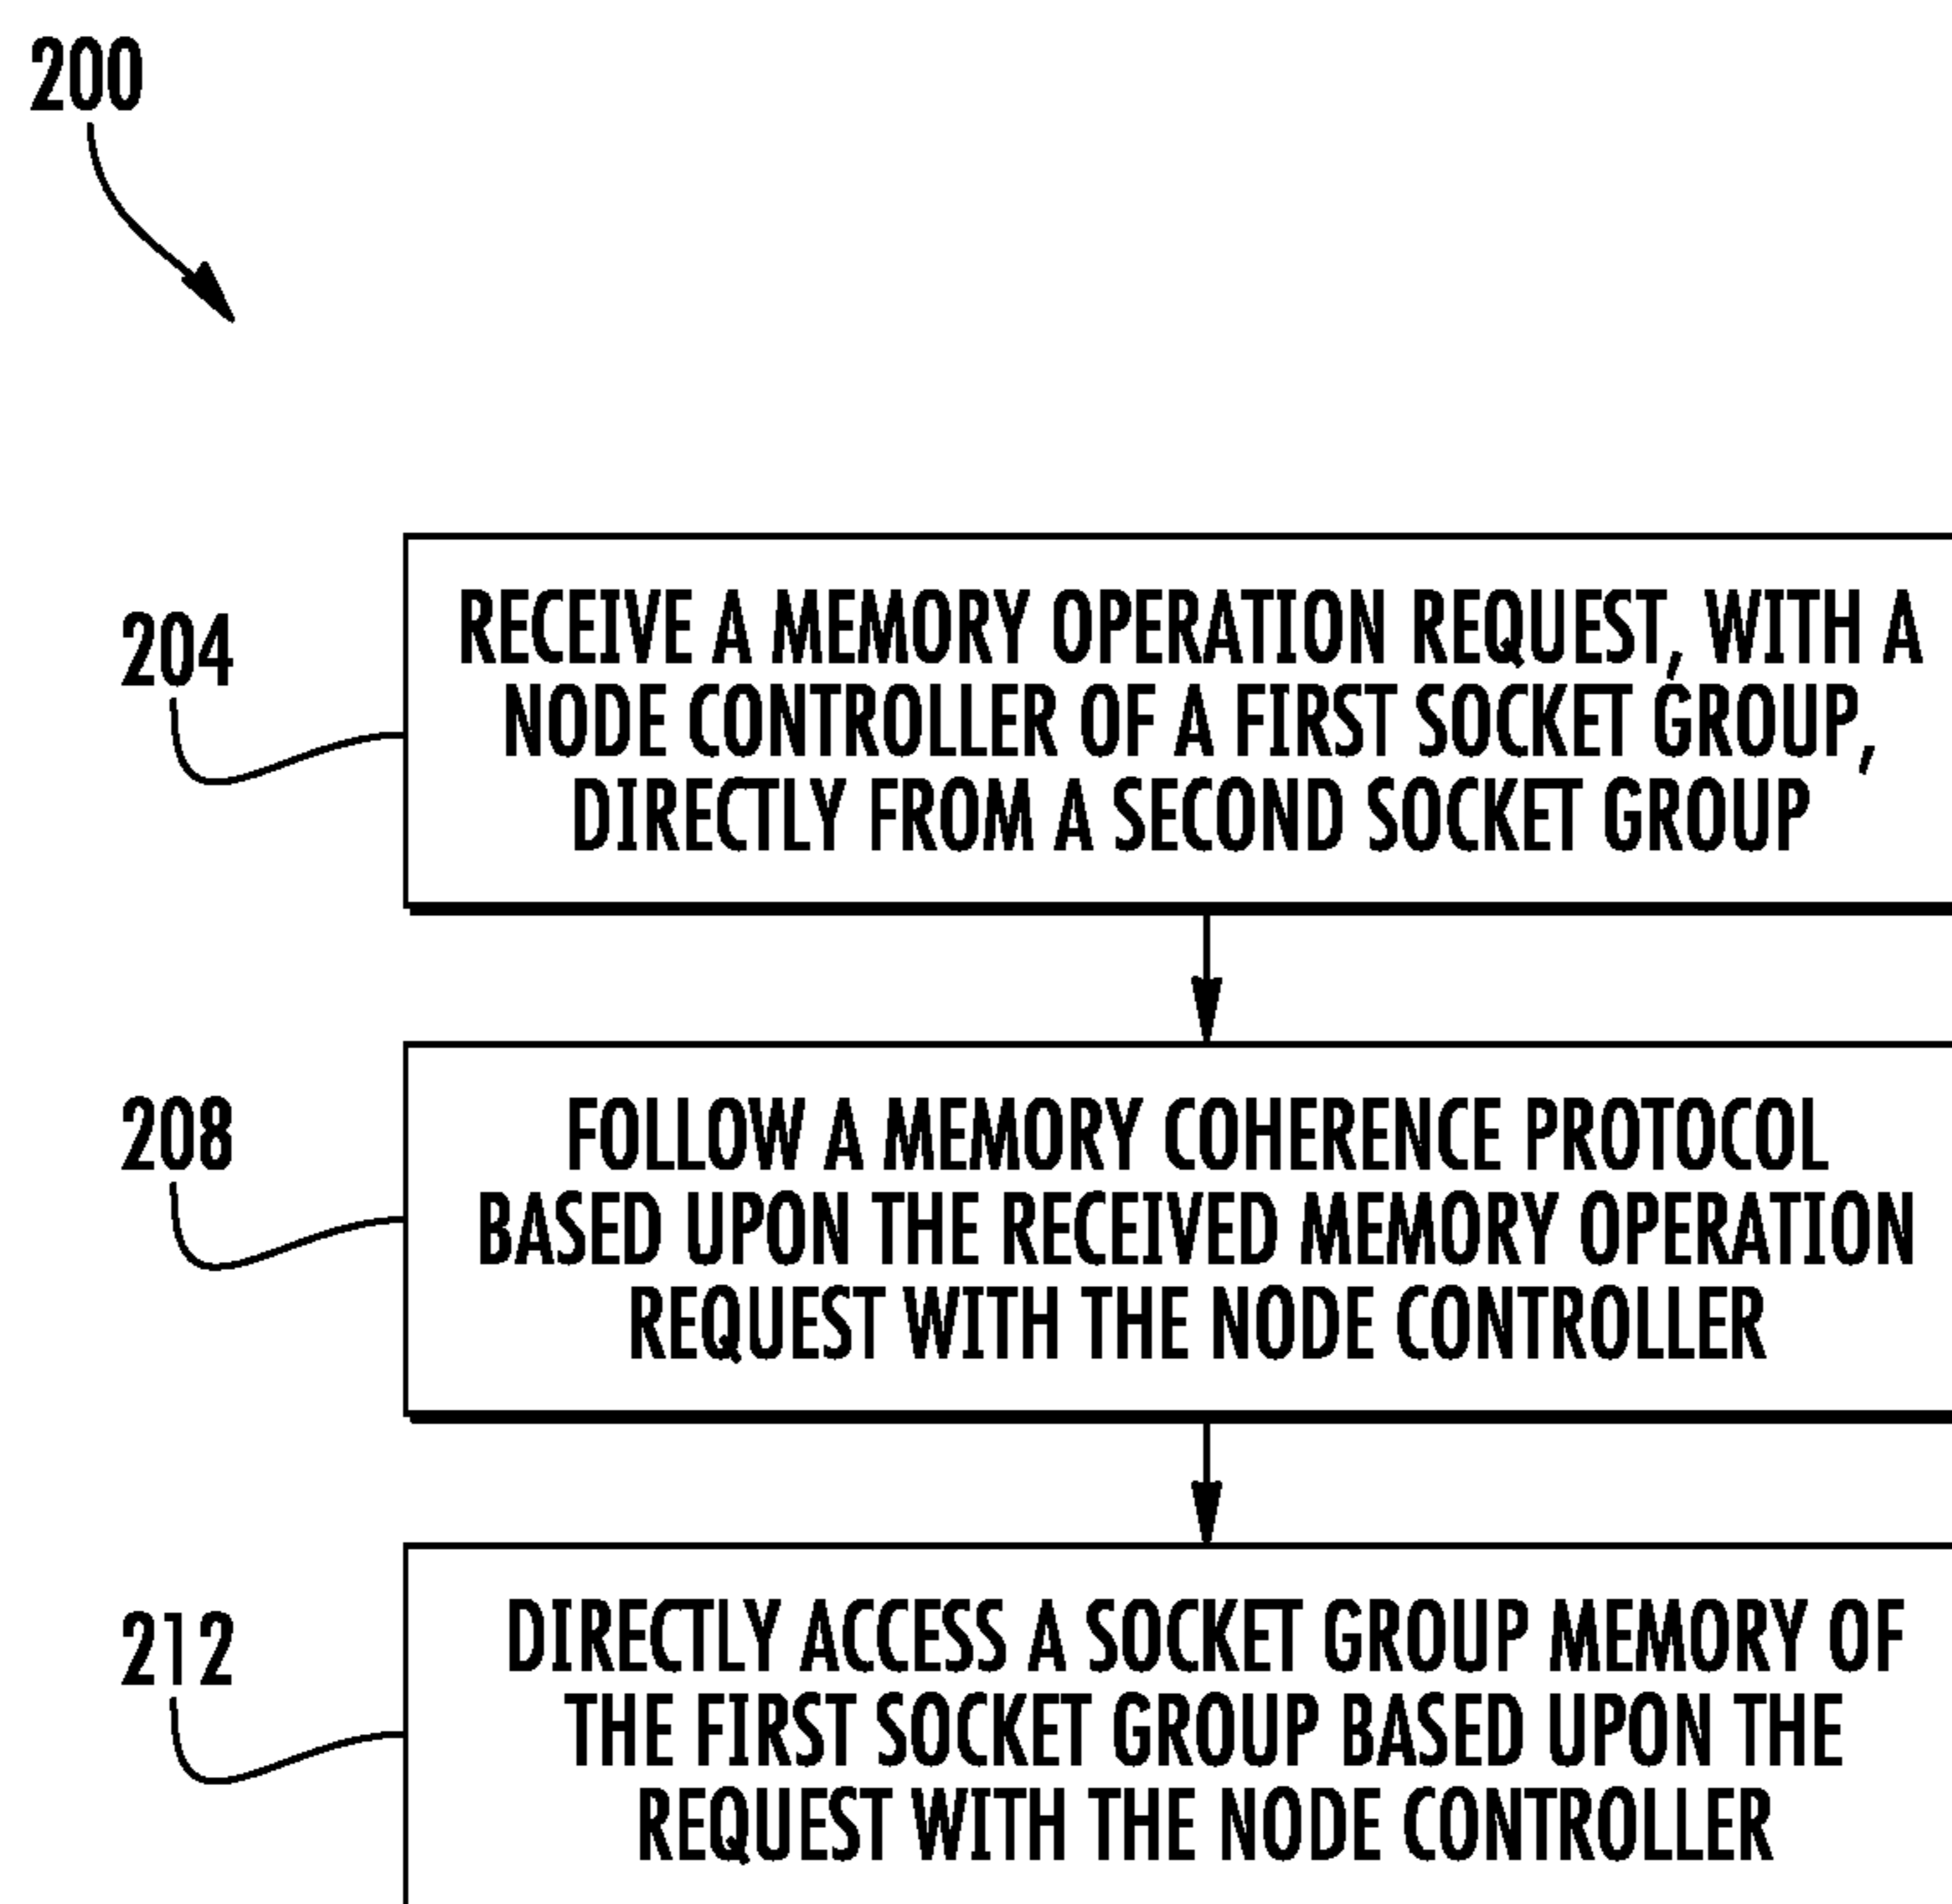 200
204
RECEIVE A MEMORY OPERATION REQUEST, WITH A
NODE CONTROLLER OF A FIRST SOCKET GROUP,
DIRECTLY FROM A SECOND SOCKET GROUP
208
FOLLOW A MEMORY COHERENCE PROTOCOL
BASED UPON THE RECEIVED MEMORY OPERATION
REQUEST WITH THE NODE CONTROLLER
212
DIRECTLY ACCESS A SOCKET GROUP MEMORY OF
THE FIRST SOCKET GROUP BASED UPON THE
REQUEST WITH THE NODE CONTROLLER